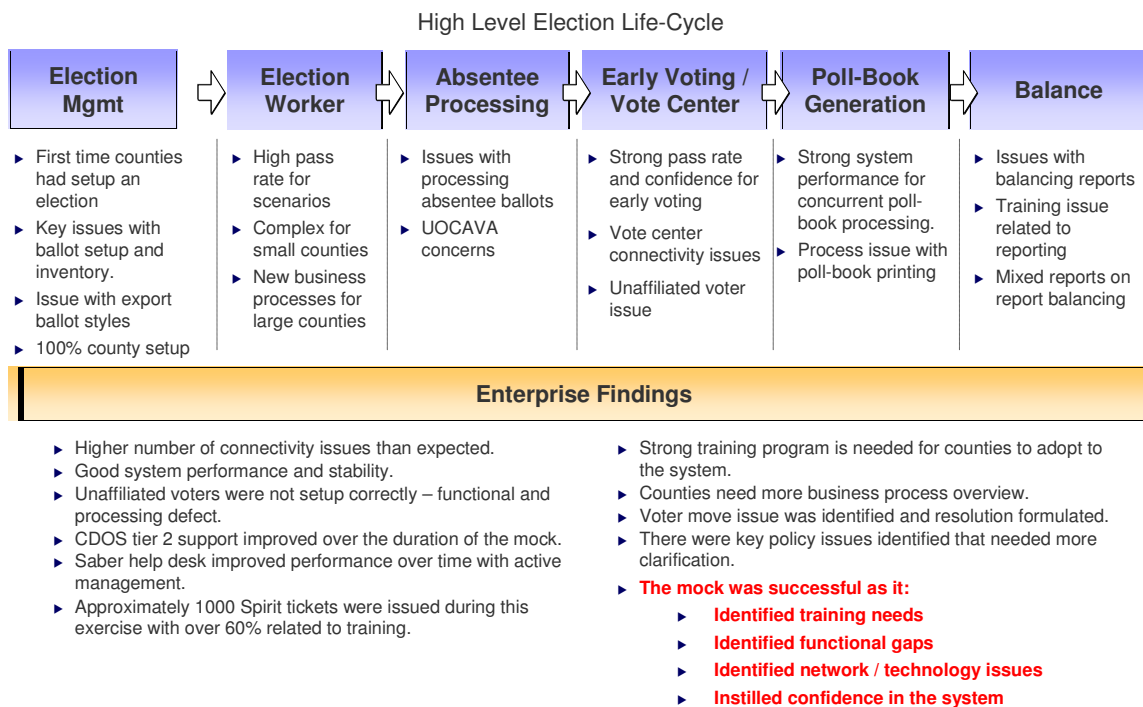 High Level Election Life-Cycle
Election
Mgmt
Election
Worker
Absentee
Processing
Early Voting /
Vote Center
Poll-Book
Generation
Balance
► First time counties
had setup an
election
► Key issues with
ballot setup and
inventory.
► Issue with export
ballot styles
► 100% county setup
► High pass
rate for
scenarios
► Complex for
small counties
► New business
processes for
large counties
► Issues with
processing
absentee ballots
► UOCAVA
concerns
► Strong pass rate
and confidence for
early voting
► Vote center
connectivity issues
► Unaffiliated voter
issue
► Strong system
performance for
concurrent poll-
book processing.
► Process issue with
poll-book printing
► Issues with
balancing reports
► Training issue
related to
reporting
► Mixed reports on
report balancing
Enterprise Findings
► Higher number of connectivity issues than expected.
► Good system performance and stability.
► Unaffiliated voters were not setup correctly – functional and
processing defect.
► CDOS tier 2 support improved over the duration of the mock.
► Saber help desk improved performance over time with active
management.
► Approximately 1000 Spirit tickets were issued during this
exercise with over 60% related to training.
► Strong training program is needed for counties to adopt to
the system.
► Counties need more business process overview.
► Voter move issue was identified and resolution formulated.
► There were key policy issues identified that needed more
clarification.
► The mock was successful as it:
► Identified training needs
► Identified functional gaps
► Identified network / technology issues
► Instilled confidence in the system